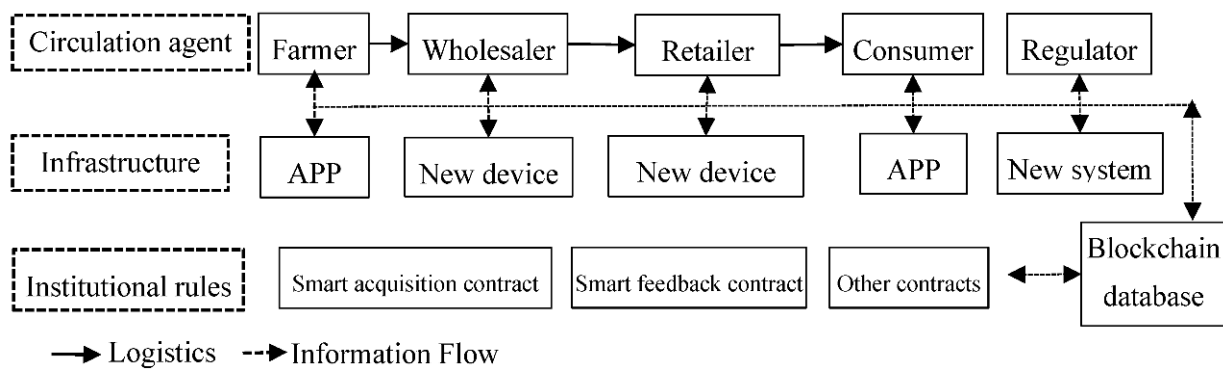 Circulation agent
Farmer
Wholesaler
Retailer
Consumer
Regulator
Infrastructure
APP
New device
New device
APP
New system
Institutional rules
Smart acquisition contract
Smart feedback contract
Other contracts
Blockchain
database
Logistics
Information Flow